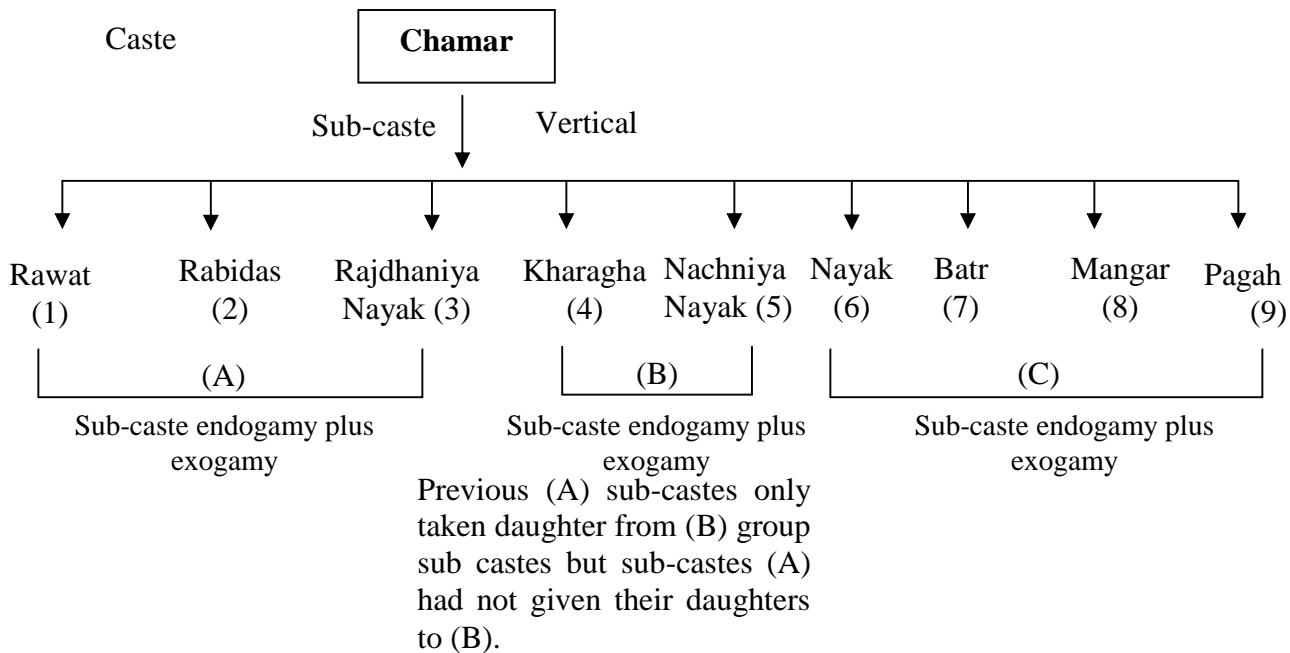 Caste
Chamar
Sub-caste
Vertical
Rawat
(1)
Rabidas
(2)
Rajdhaniya
Nayak (3)
Kharagha
(4)
Nachniya
Nayak (5)
Nayak
(6)
Batr
(7)
Mangar
(8)
Pagah
(9)
(A)
(B)
(C)
Sub-caste endogamy plus
exogamy
Sub-caste endogamy plus
exogamy
Sub-caste endogamy plus
exogamy
Previous (A) sub-castes only
taken daughter from (B) group
sub castes but sub-castes (A)
had not given their daughters
to (B).